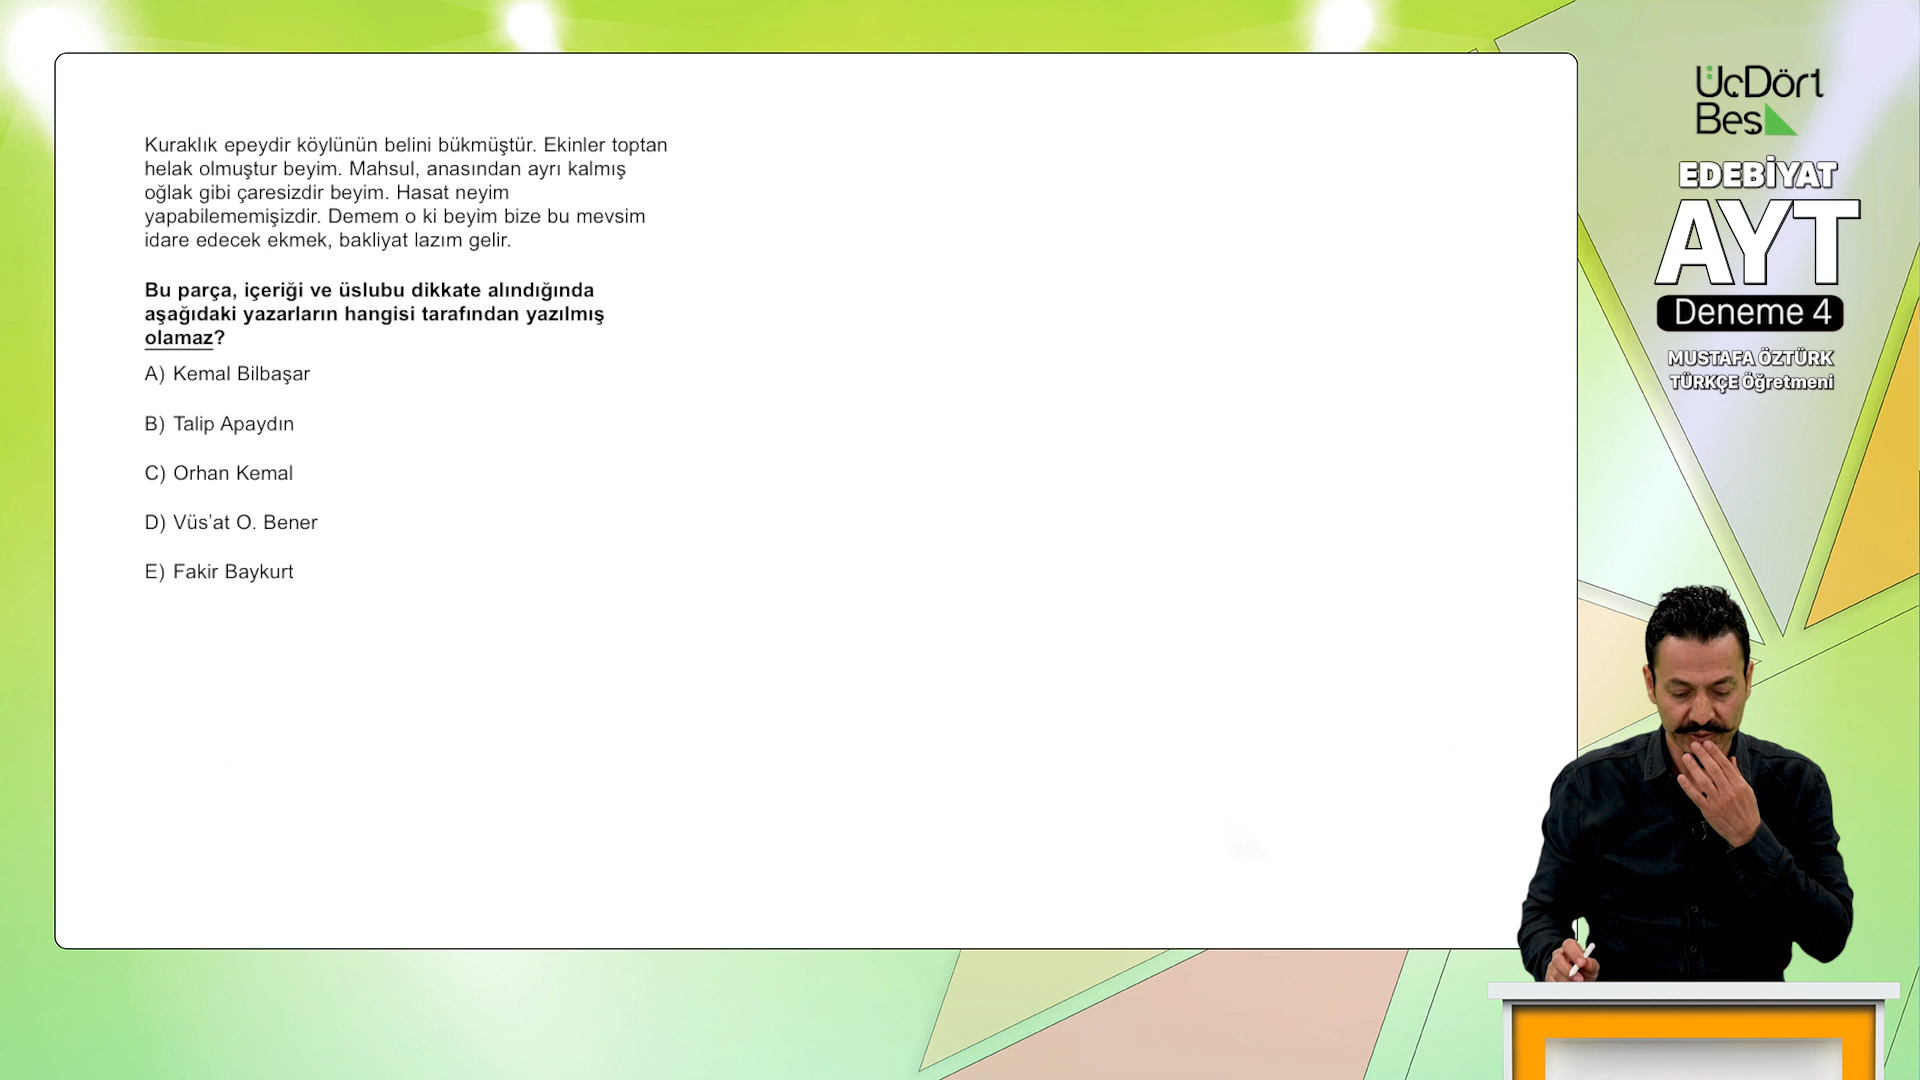 Kuraklık epeydir köylünün belini bükmüştür. Ekinler toptan
helak olmuştur beyim. Mahsul, anasından ayrı kalmış
oğlak gibi çaresizdir beyim. Hasat neyim
yapabilememişizdir. Demem o ki beyim bize bu mevsim
idare edecek ekmek, bakliyat lazım gelir.
Bu parça, içeriği ve üslubu dikkate alındığında
aşağıdaki yazarların hangisi tarafından yazılmış
olamaz?
A) Kemal Bilbaşar
B) Talip Apaydın
C) Orhan Kemal
D) Vüs'at O. Bener
E) Fakir Baykurt
ÜçDört
Beş
EDEBİYAT
AYT
Deneme 4
MUSTAFA ÖZTÜRK
TÜRKÇE Öğretmeni